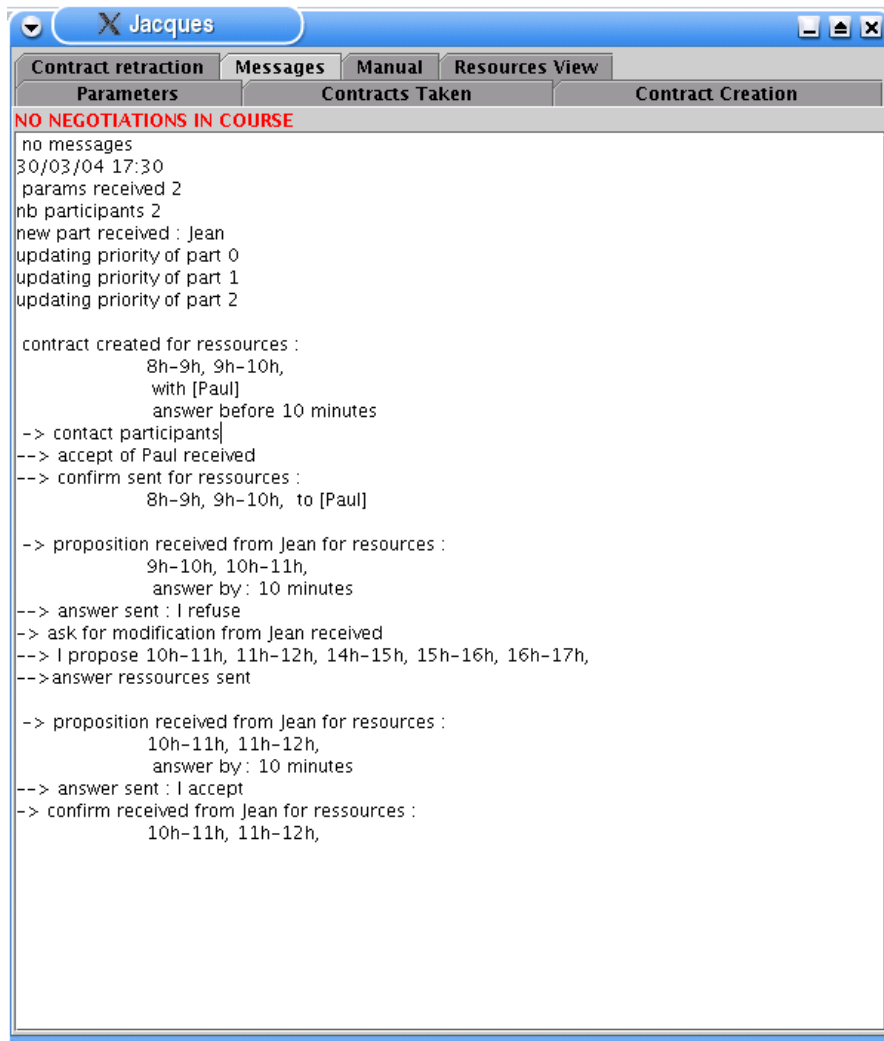 Jacques
Contract retraction Messages Manual Resources View
Parameters Contracts Taken Contract Creation
NO NEGOTIATIONS IN COURSE
no messages
30/03/04 17:30
params received 2
nb participants 2
new part received : Jean
updating priority of part 0
updating priority of part 1
updating priority of part 2
contract created for ressources :
8h-9h, 9h-10h,
with [Paul]
answer before 10 minutes
-> contact participants
--> accept of Paul received
--> confirm sent for ressources :
8h-9h, 9h-10h, to [Paul]
-> proposition received from Jean for resources :
9h-10h, 10h-11h,
answer by : 10 minutes
--> answer sent : I refuse
-> ask for modification from Jean received
--> I propose 10h-11h, 11h-12h, 14h-15h, 15h-16h, 16h-17h,
-->answer ressources sent
-> proposition received from Jean for resources :
10h-11h, 11h-12h,
answer by : 10 minutes
--> answer sent : I accept
-> confirm received from Jean for ressources :
10h-11h, 11h-12h,